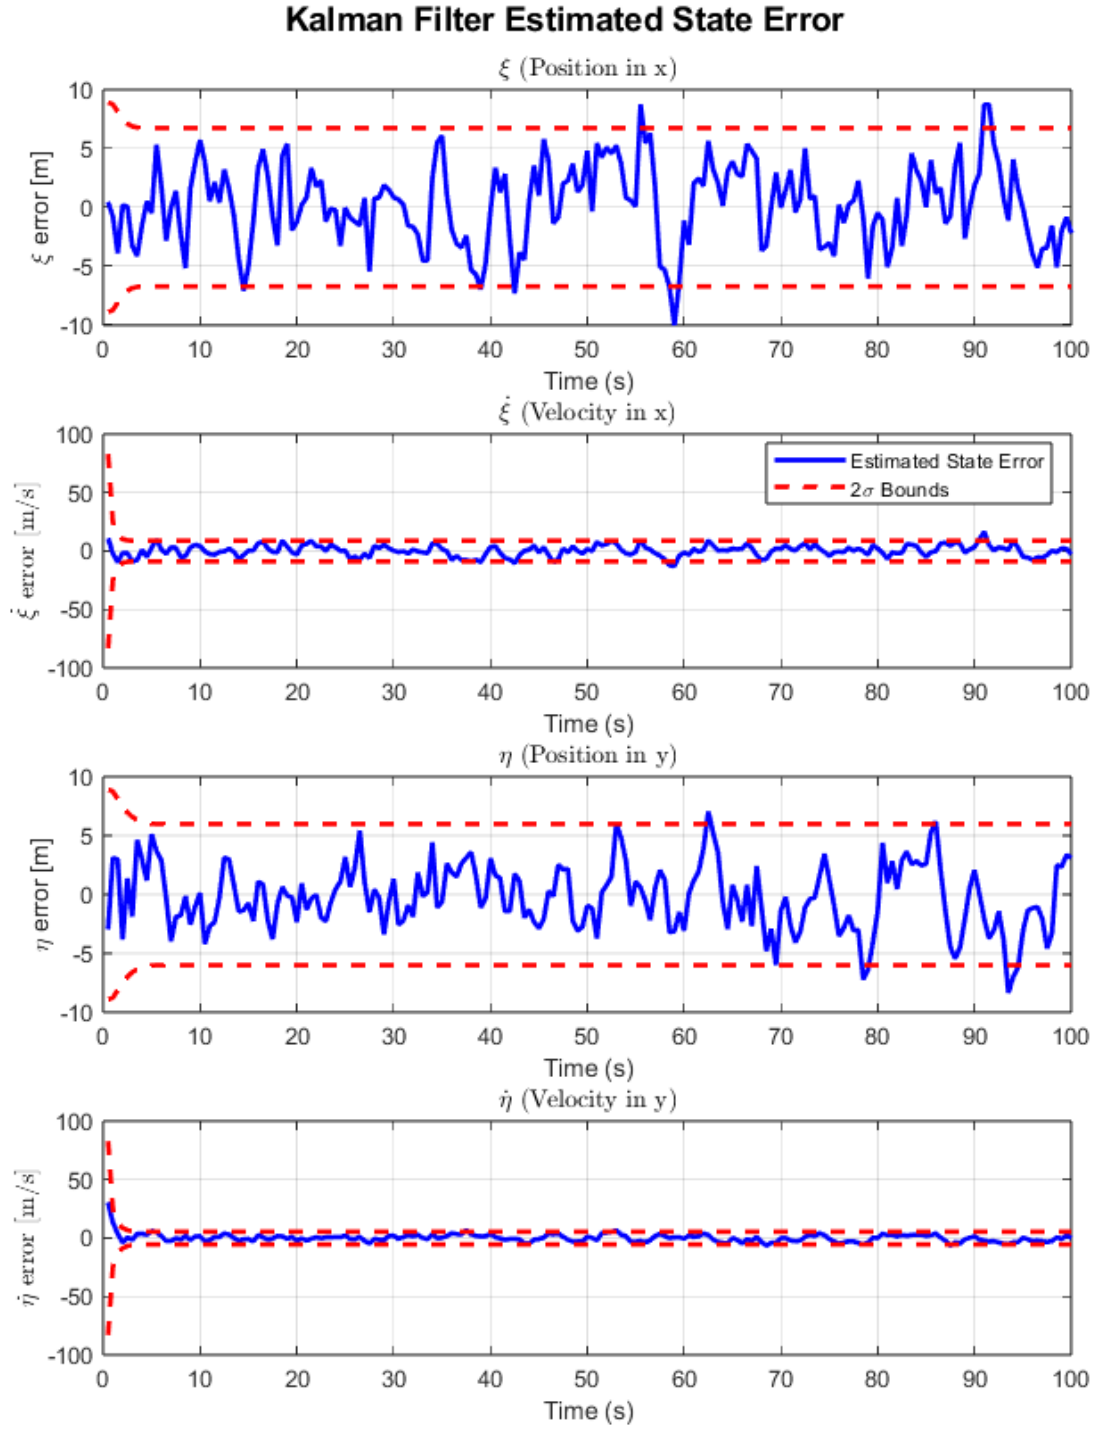 Kalman Filter Estimated State Error
ξ (Position in x)
ξ error [m]
10
5
0
-5
-10
0 10 20 30 40 50 60 70 80 90 100
Time (s)
ξ̇ (Velocity in x)
ξ̇ error [m/s]
100
50
0
-50
-100
Estimated State Error
2σ Bounds
0 10 20 30 40 50 60 70 80 90 100
Time (s)
η (Position in y)
η error [m]
10
5
0
-5
-10
0 10 20 30 40 50 60 70 80 90 100
Time (s)
η̇ (Velocity in y)
η̇ error [m/s]
100
50
0
-50
-100
0 10 20 30 40 50 60 70 80 90 100
Time (s)